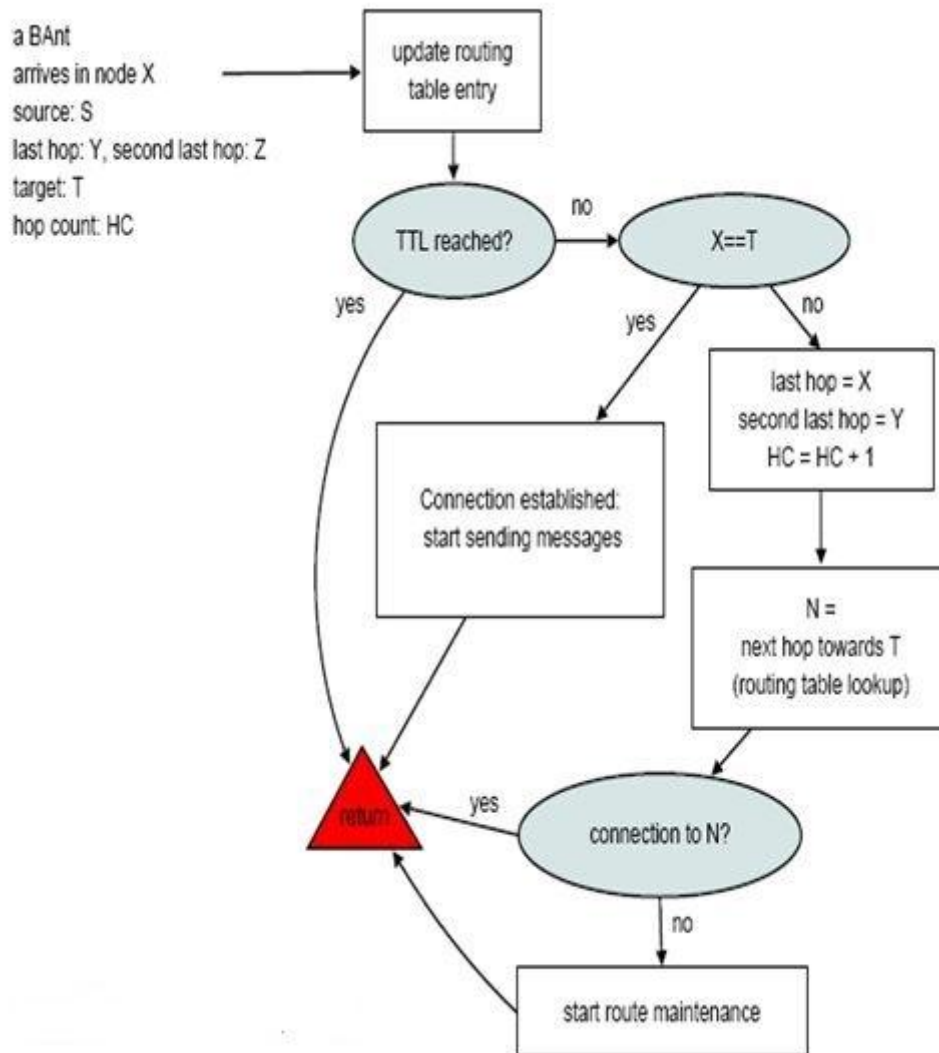 a BAnt
arrives in node X
source: S
last hop: Y, second last hop: Z
target: T
hop count: HC
update routing
table entry
TTL reached?
no
X==T
yes
yes
no
last hop = X
second last hop = Y
HC = HC + 1
Connection established:
start sending messages
N =
next hop towards T
(routing table lookup)
return
yes
connection to N?
no
start route maintenance